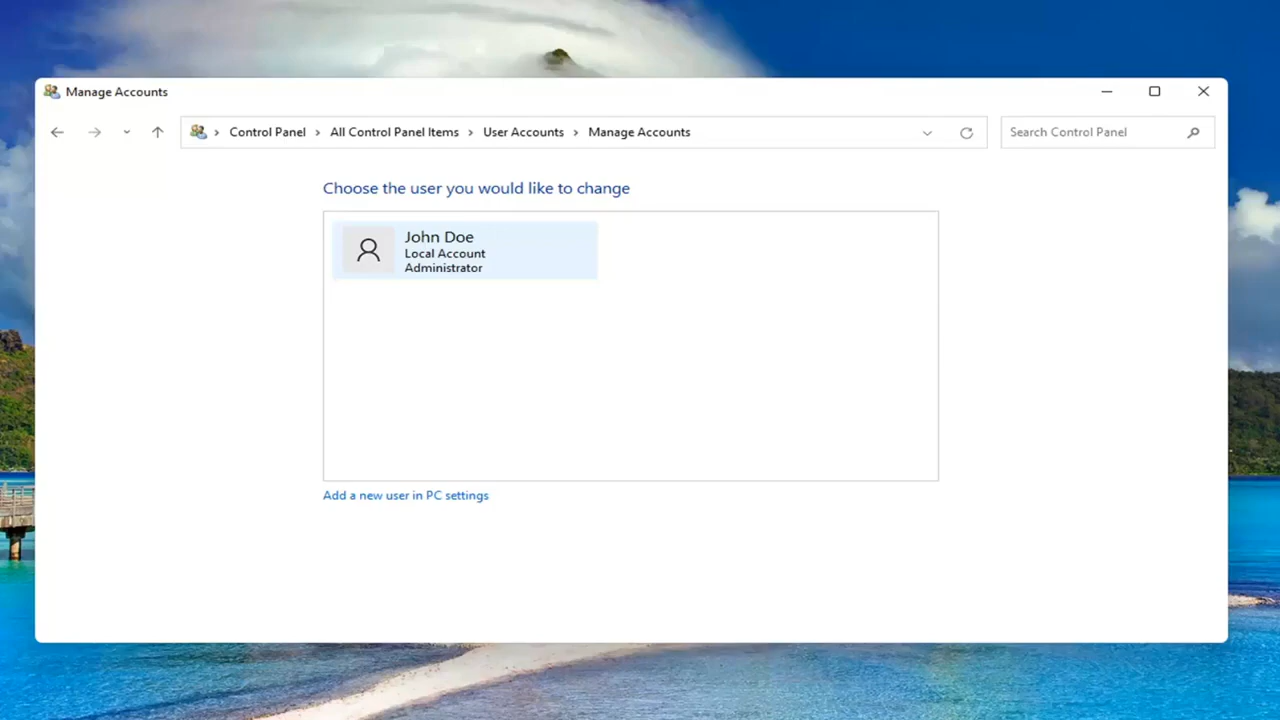 Manage Accounts
Control Panel > All Control Panel Items > User Accounts > Manage Accounts
Search Control Panel
Choose the user you would like to change
John Doe
Local Account
Administrator
Add a new user in PC settings